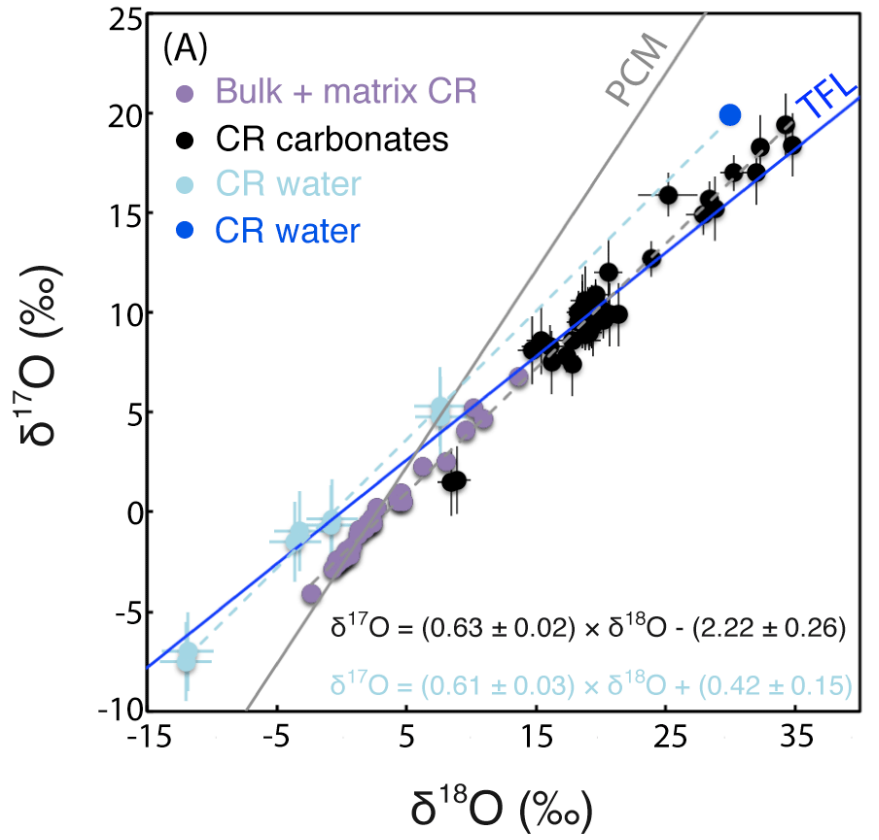 (A)
Bulk + matrix CR
CR carbonates
CR water
CR water
PCM
TFL
25
20
15
10
5
0
-5
-10
δ¹⁷O (‰)
δ¹⁷O = (0.63 ± 0.02) × δ¹⁸O - (2.22 ± 0.26)
δ¹⁷O = (0.61 ± 0.03) × δ¹⁸O + (0.42 ± 0.15)
-15 -5 5 15 25 35
δ¹⁸O (‰)